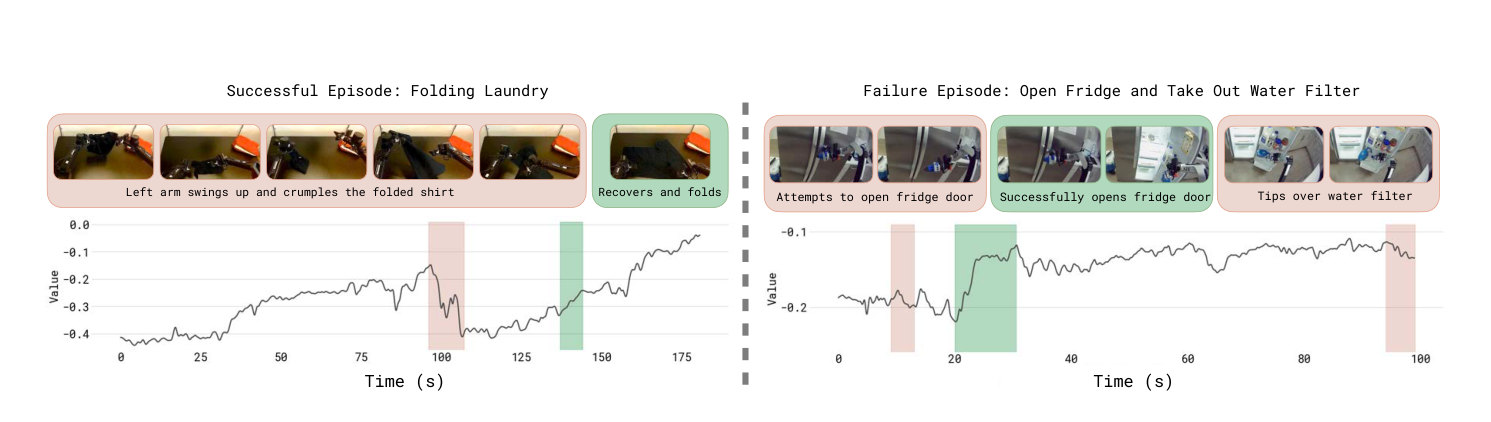 Successful Episode: Folding Laundry
Left arm swings up and crumples the folded shirt
Recovers and folds
Value
0.0
-0.1
-0.2
-0.3
-0.4
0 25 50 75 100 125 150 175
Time (s)
Failure Episode: Open Fridge and Take Out Water Filter
Attempts to open fridge door
Successfully opens fridge door
Tips over water filter
Value
-0.1
-0.2
0 20 40 60 80 100
Time (s)